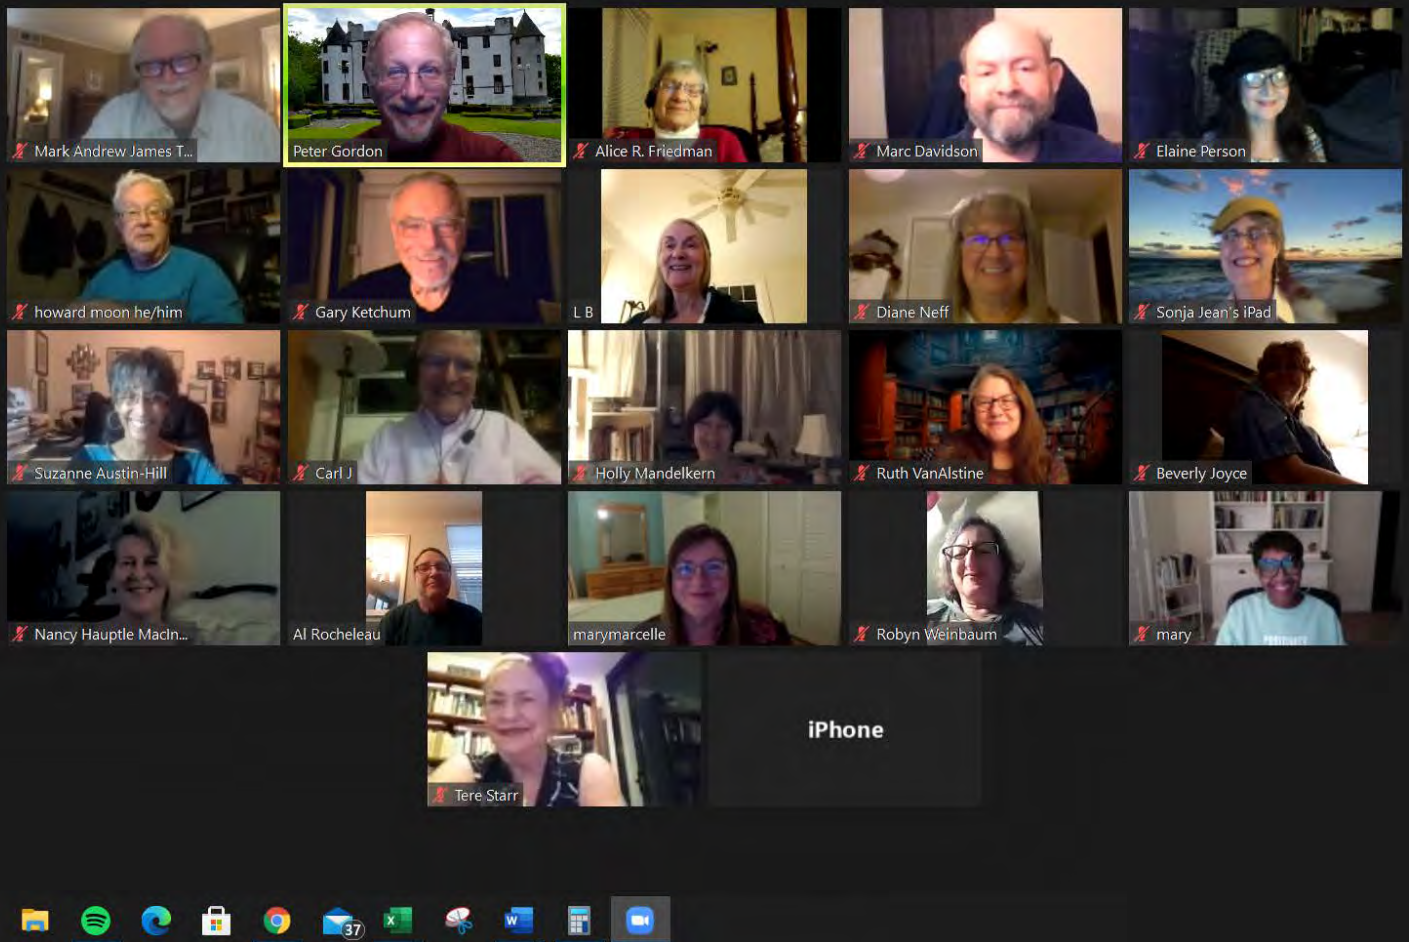 Mark Andrew James T...
Peter Gordon
Alice R. Friedman
Marc Davidson
Elaine Person
howard moon he/him
Gary Ketchum
L B
Diane Neff
Sonja Jean's iPad
Suzanne Austin-Hill
Carl J
Holly Mandelkern
Ruth VanAlstine
Beverly Joyce
Nancy Hauptle MacIn...
Al Rocheleau
marymarcelle
Robyn Weinbaum
mary
Tere Starr
iPhone
37
X
W